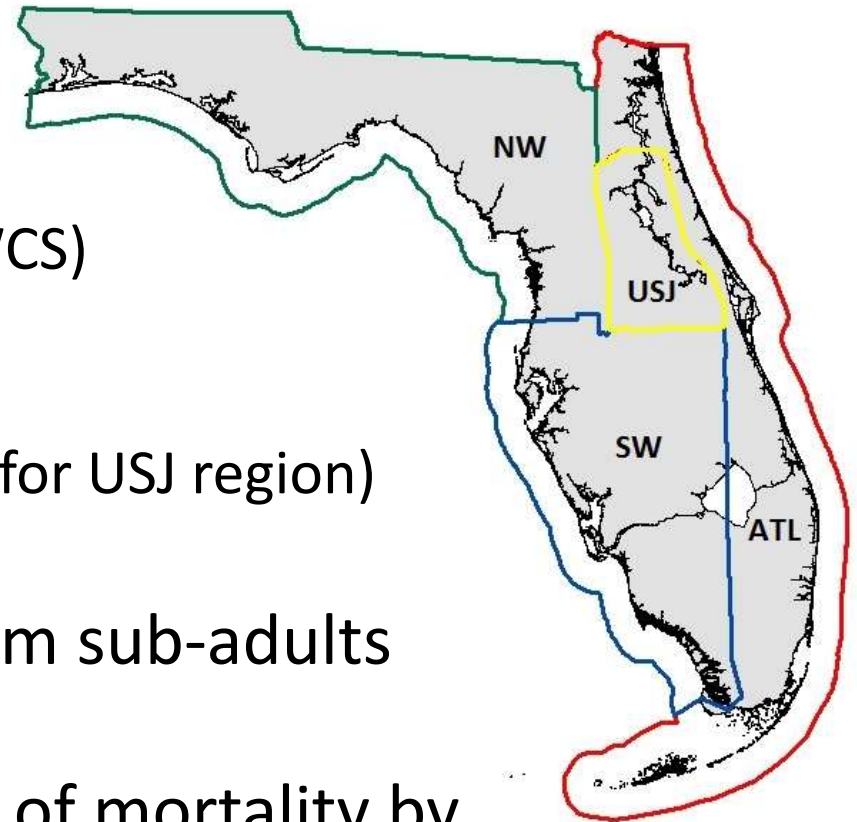 NW
CS)
USJ
for USJ region)
SW
ATL
m sub-adults
of mortality by